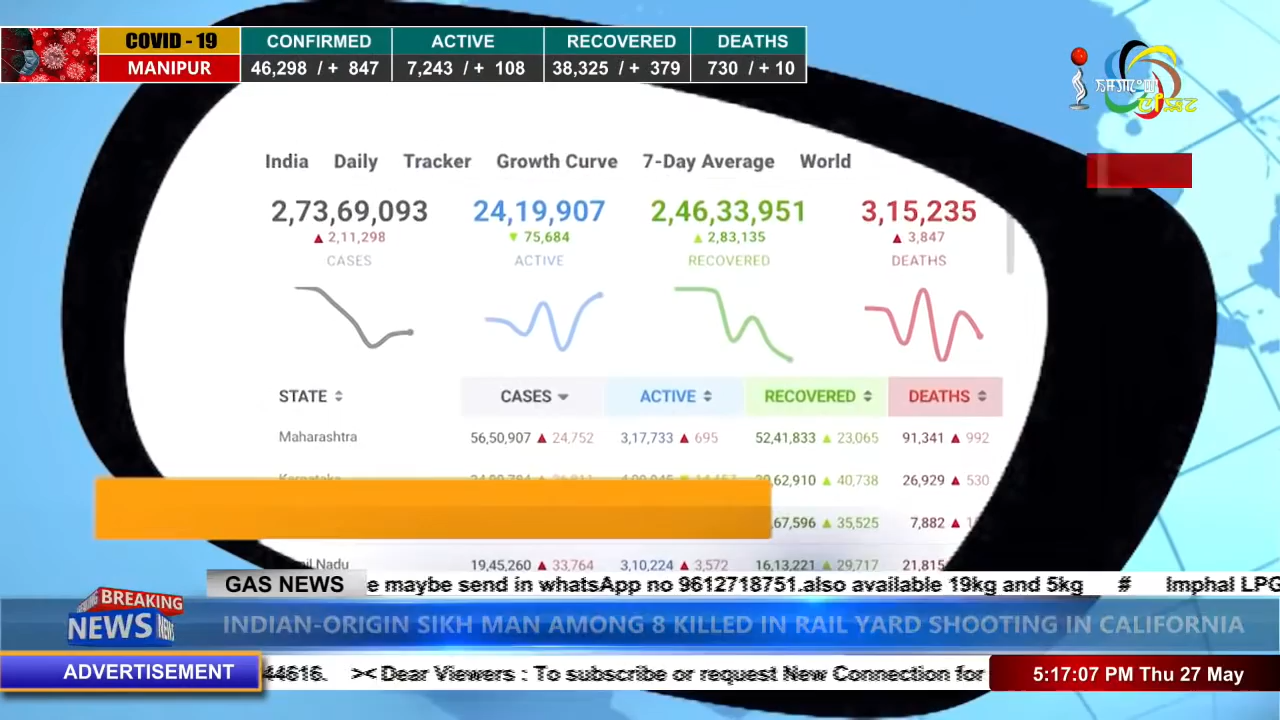 COVID - 19 CONFIRMED ACTIVE RECOVERED DEATHS
MANIPUR 46,298 / + 847 7,243 / + 108 38,325 / + 379 730 / + 10
India Daily Tracker Growth Curve 7-Day Average World
2,73,69,093 24,19,907 2,46,33,951 3,15,235
▲ 2,11,298 ▼ 75,684 ▲ 2,83,135 ▲ 3,847
CASES ACTIVE RECOVERED DEATHS
STATE CASES ACTIVE RECOVERED DEATHS
Maharashtra 56,50,907 ▲ 24,752 3,17,733 ▲ 695 52,41,833 ▲ 23,065 91,341 ▲ 992
▲ 40,738 26,929 ▲ 530
▲ 35,525 7,882 ▲
Nadu 19,45,260 ▲ 33,764 3,10,224 ▲ 3,572 16,13,221 ▲ 29,717 21,815
GAS NEWS e maybe send in whatsApp no 9612718751.also available 19kg and 5kg # Imphal LPG
BREAKING
NEWS INDIAN-ORIGIN SIKH MAN AMONG 8 KILLED IN RAIL YARD SHOOTING IN CALIFORNIA
ADVERTISEMENT 44616. >< Dear Viewers : To subscribe or request New Connection for 5:17:07 PM Thu 27 May